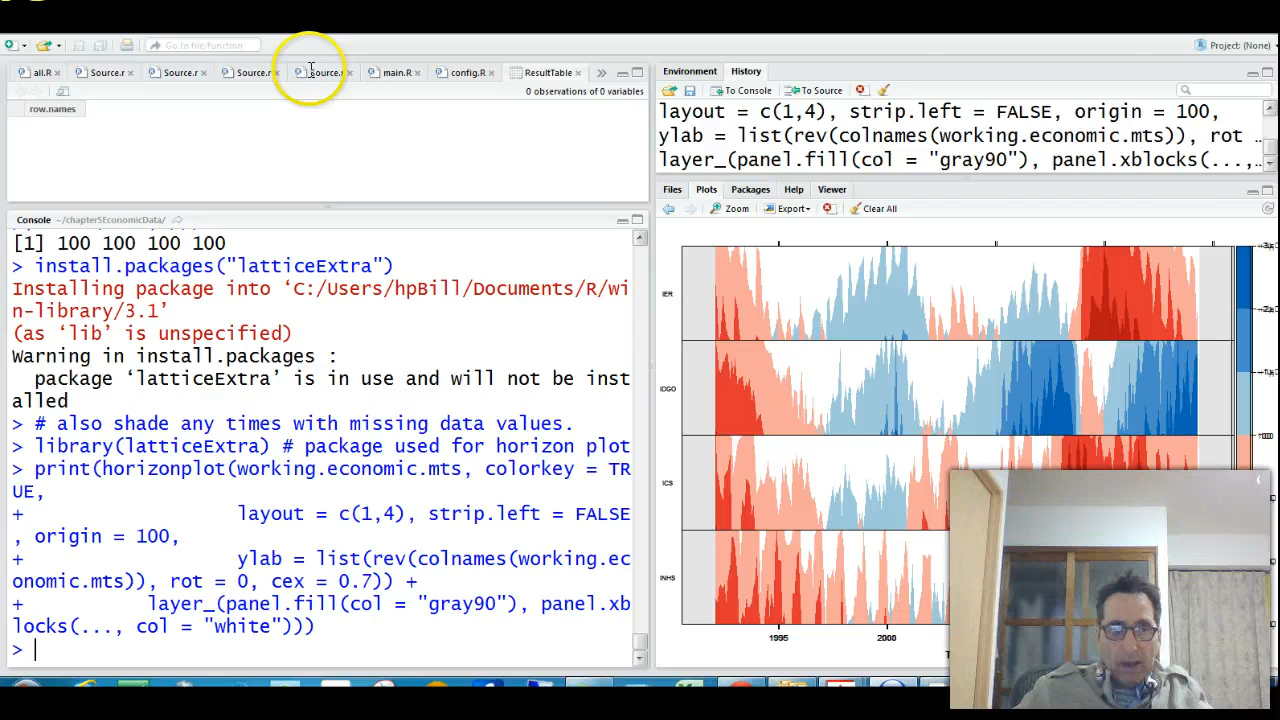 Go to file/function
Project: (None)
all.R
Source.r
Source.r
Source.r
Source.r
main.R
config.R
ResultTable
0 observations of 0 variables
row.names
Environment
History
To Console
To Source
layout = c(1,4), strip.left = FALSE, origin = 100,
ylab = list(rev(colnames(working.economic.mts)), rot ...
layer_(panel.fill(col = "gray90"), panel.xblocks(...,...
Files
Plots
Packages
Help
Viewer
Zoom
Export
Clear All
Console ~/chapter5EconomicData/
[1] 100 100 100 100
> install.packages("latticeExtra")
Installing package into ‘C:/Users/hpBill/Documents/R/wi
n-library/3.1’
(as ‘lib’ is unspecified)
Warning in install.packages :
package ‘latticeExtra’ is in use and will not be inst
alled
> # also shade any times with missing data values.
> library(latticeExtra) # package used for horizon plot
> print(horizonplot(working.economic.mts, colorkey = TR
UE,
+ layout = c(1,4), strip.left = FALSE
, origin = 100,
+ ylab = list(rev(colnames(working.ec
onomic.mts)), rot = 0, cex = 0.7)) +
+ layer_(panel.fill(col = "gray90"), panel.xb
locks(..., col = "white")))
>
IER
IDGO
ICS
INHS
1995
2000